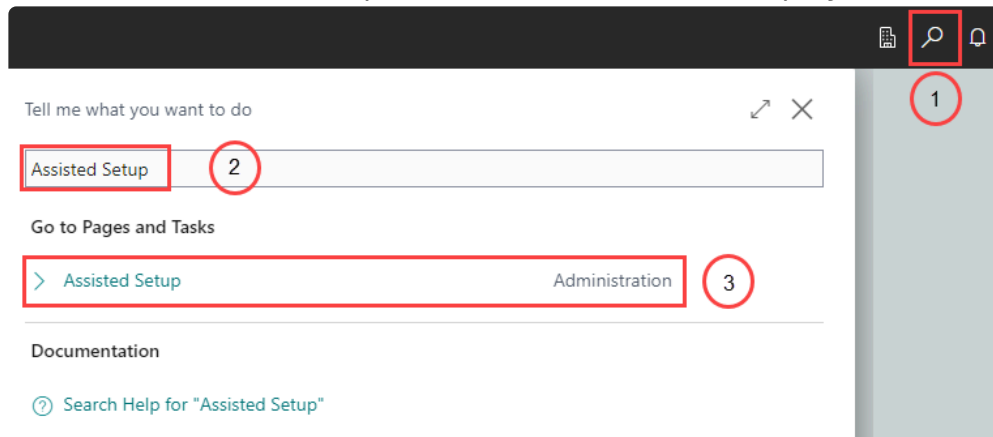 1
Tell me what you want to do
Assisted Setup
2
Go to Pages and Tasks
Assisted Setup Administration
3
Documentation
Search Help for "Assisted Setup"